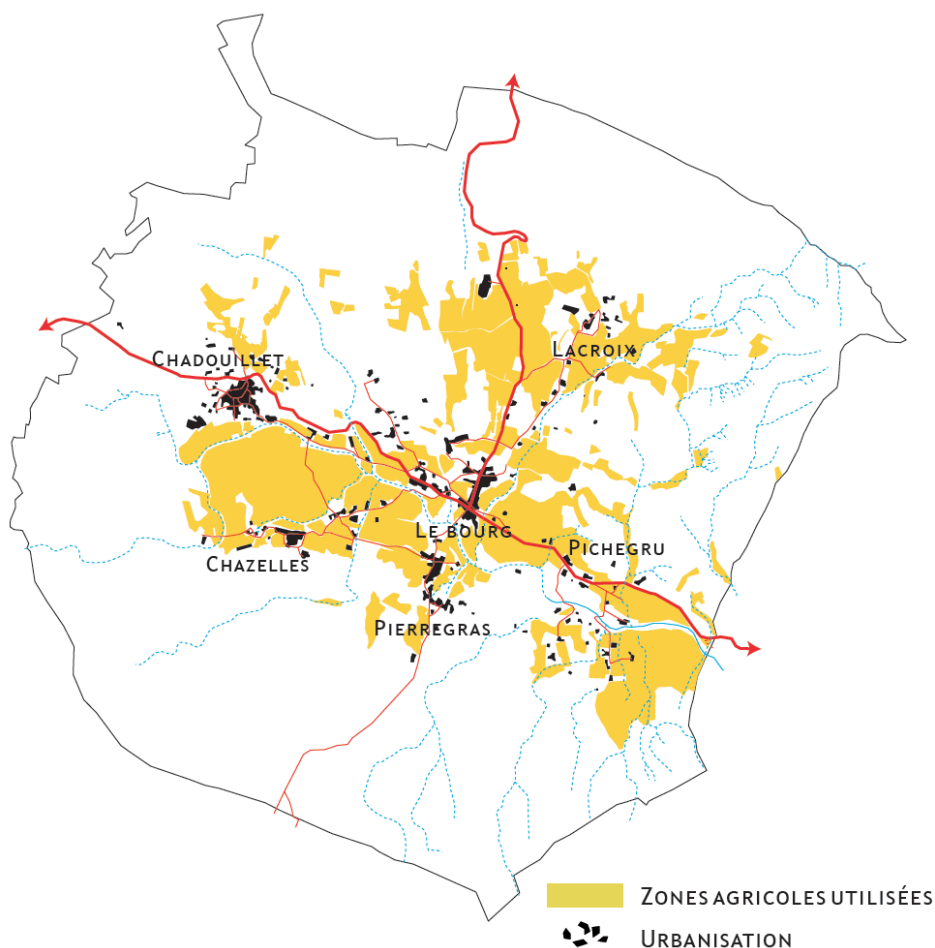 Lacroix
Chadouillet
Le bourg
Pichegru
Chazelles
Pierregras
Zones agricoles utilisées
Urbanisation